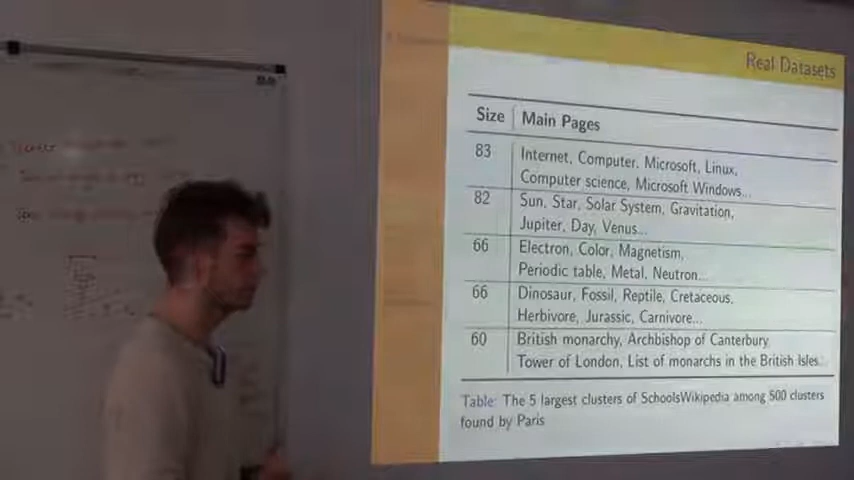 Real Datasets
Size Main Pages
83 Internet, Computer, Microsoft, Linux,
Computer science, Microsoft Windows...
82 Sun, Star, Solar System, Gravitation,
Jupiter, Day, Venus...
66 Electron, Color, Magnetism,
Periodic table, Metal, Neutron...
66 Dinosaur, Fossil, Reptile, Cretaceous,
Herbivore, Jurassic, Carnivore...
60 British monarchy, Archbishop of Canterbury
Tower of London, List of monarchs in the British Isles...
Table: The 5 largest clusters of SchoolsWikipedia among 500 clusters
found by Paris